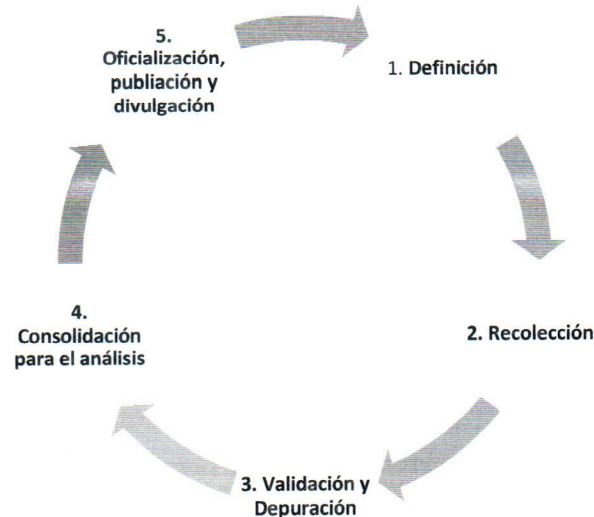 1. Definición
2. Recolección
3. Validación y
Depuración
4.
Consolidación
para el análisis
5.
Oficialización,
publiación y
divulgación